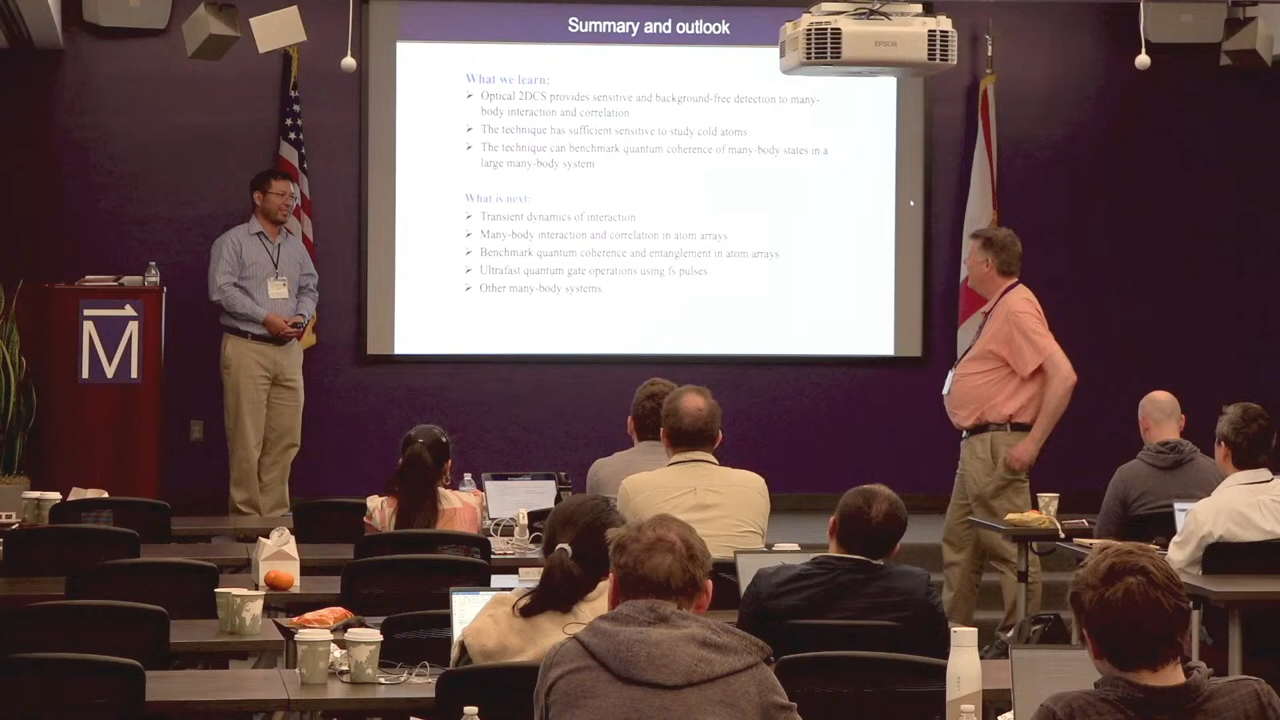 Summary and outlook
EPSON
What we learn:
➤ Optical 2DCS provides sensitive and background-free detection to many-
body interaction and correlation
➤ The technique has sufficient sensitive to study cold atoms
➤ The technique can benchmark quantum coherence of many-body states in a
large many-body system
What is next:
➤ Transient dynamics of interaction
➤ Many-body interaction and correlation in atom arrays
➤ Benchmark quantum coherence and entanglement in atom arrays
➤ Ultrafast quantum gate operations using fs pulses
➤ Other many-body systems
M